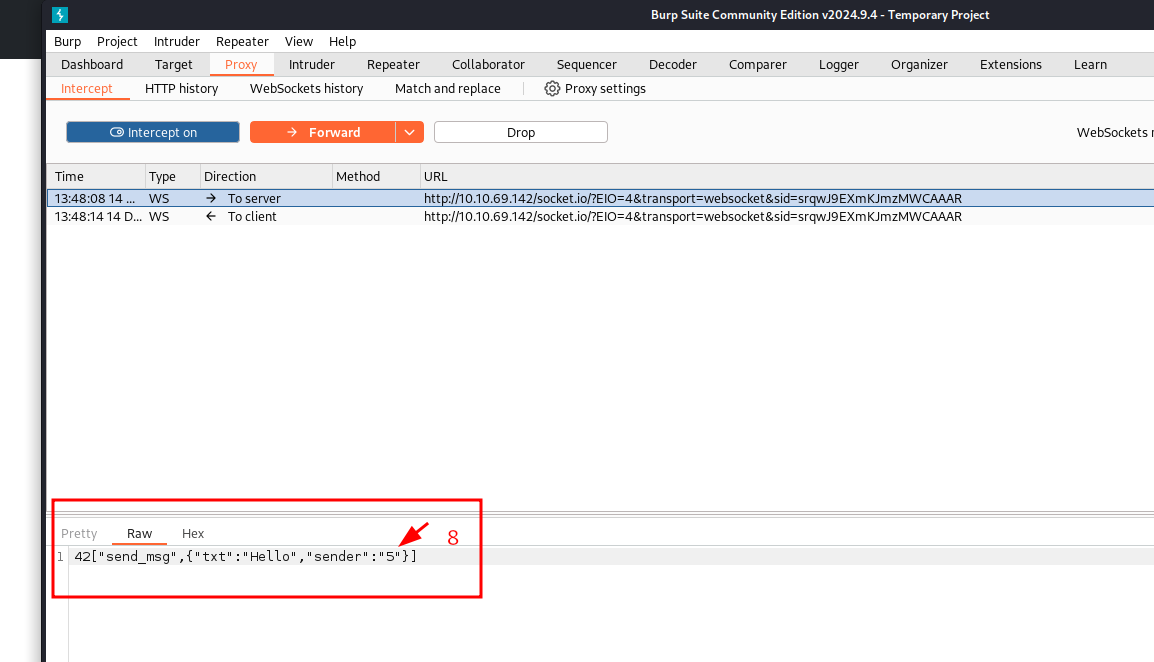 Burp Suite Community Edition v2024.9.4 - Temporary Project
Burp Project Intruder Repeater View Help
Dashboard Target Proxy Intruder Repeater Collaborator Sequencer Decoder Comparer Logger Organizer Extensions Learn
Intercept HTTP history WebSockets history Match and replace Proxy settings
Intercept on Forward Drop WebSockets
Time Type Direction Method URL
13:48:08 14 ... WS → To server http://10.10.69.142/socket.io/?EIO=4&transport=websocket&sid=srqwJ9EXmKJmzMWCAAAR
13:48:14 14 D... WS ← To client http://10.10.69.142/socket.io/?EIO=4&transport=websocket&sid=srqwJ9EXmKJmzMWCAAAR
Pretty Raw Hex
8
1 42["send_msg",{"txt":"Hello","sender":"5"}]